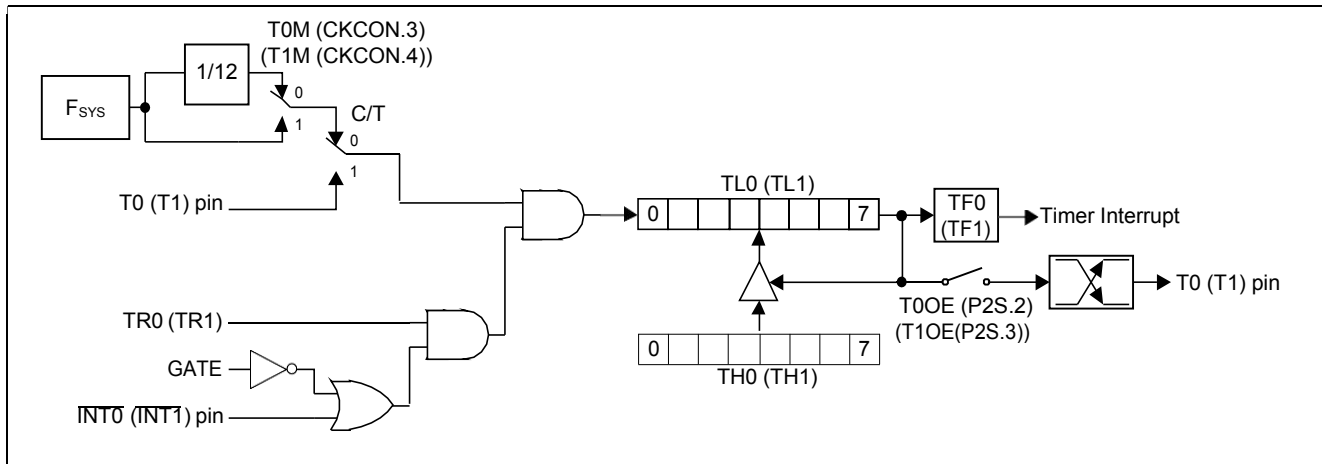 T0M (CKCON.3)
(T1M (CKCON.4))
1/12
FSYS
0
1
C/T
0
1
T0 (T1) pin
TL0 (TL1)
0 7
TF0
(TF1)
Timer Interrupt
T0OE (P2S.2)
(T1OE(P2S.3))
T0 (T1) pin
TR0 (TR1)
0 7
TH0 (TH1)
GATE
INT0 (INT1) pin